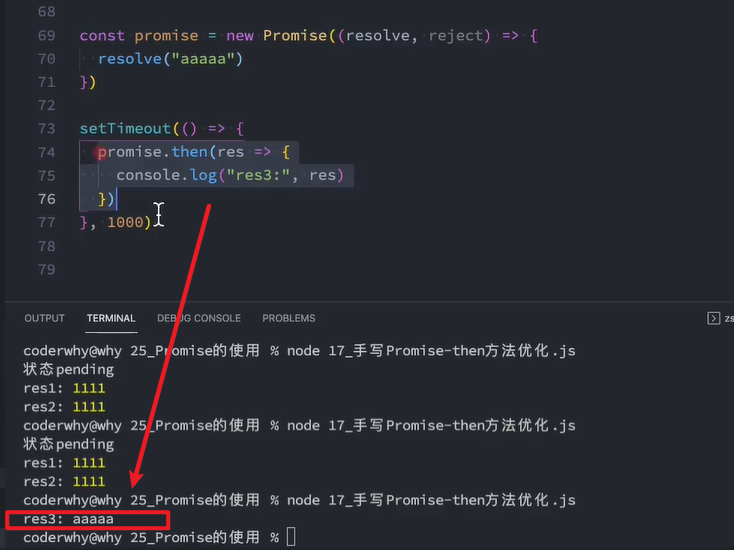 68
69 const promise = new Promise((resolve, reject) => {
70 resolve("aaaaa")
71 })
72
73 setTimeout(() => {
74 promise.then(res => {
75 console.log("res3:", res)
76 })
77 }, 1000)
78
79
OUTPUT TERMINAL DEBUG CONSOLE PROBLEMS zs
coderwhy@why 25_Promise的使用 % node 17_手写Promise-then方法优化.js
状态pending
res1: 1111
res2: 1111
coderwhy@why 25_Promise的使用 % node 17_手写Promise-then方法优化.js
状态pending
res1: 1111
res2: 1111
coderwhy@why 25_Promise的使用 % node 17_手写Promise-then方法优化.js
res3: aaaaa
coderwhy@why 25_Promise的使用 %